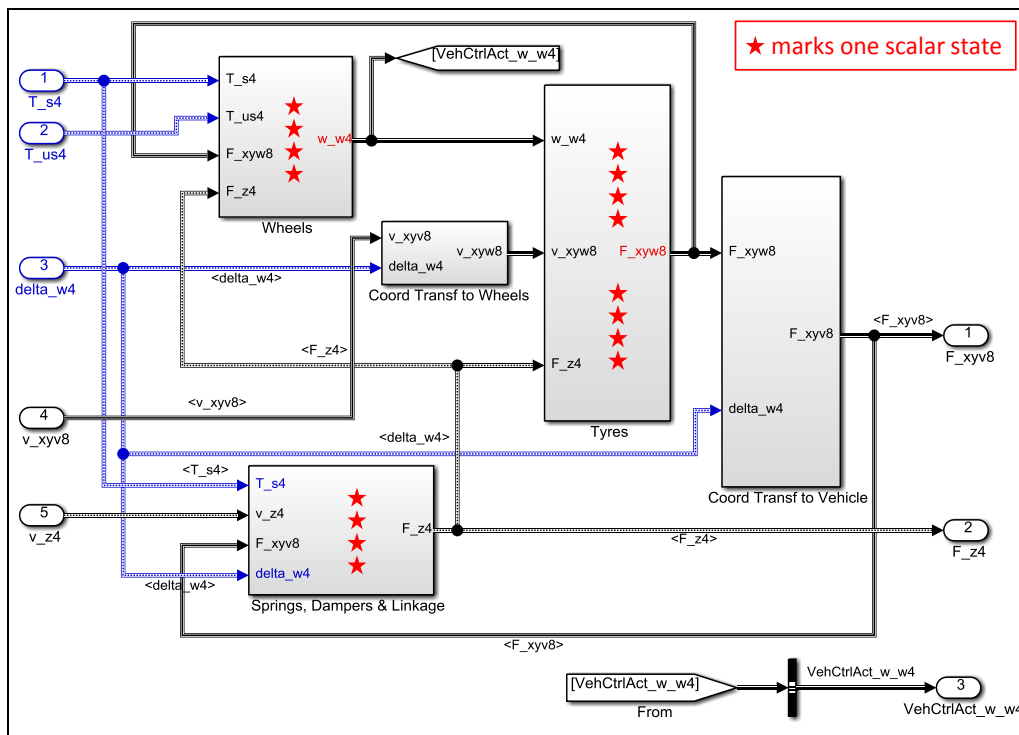 ★ marks one scalar state
[VehCtrlAct_w_w4]
1
T_s4
2
T_us4
T_s4
T_us4
F_xyw8
F_z4
w_w4
Wheels
w_w4
v_xyw8
F_z4
F_xyw8
Tyres
v_xyv8
delta_w4
v_xyw8
Coord Transf to Wheels
3
delta_w4
<delta_w4>
F_xyw8
delta_w4
F_xyv8
Coord Transf to Vehicle
<F_xyv8>
1
F_xyv8
<F_z4>
<v_xyv8>
4
v_xyv8
<delta_w4>
<T_s4>
5
v_z4
T_s4
v_z4
F_xyv8
delta_w4
F_z4
Springs, Dampers & Linkage
<delta_w4>
<F_z4>
2
F_z4
<F_xyv8>
[VehCtrlAct_w_w4]
From
VehCtrlAct_w_w4
3
VehCtrlAct_w_w4